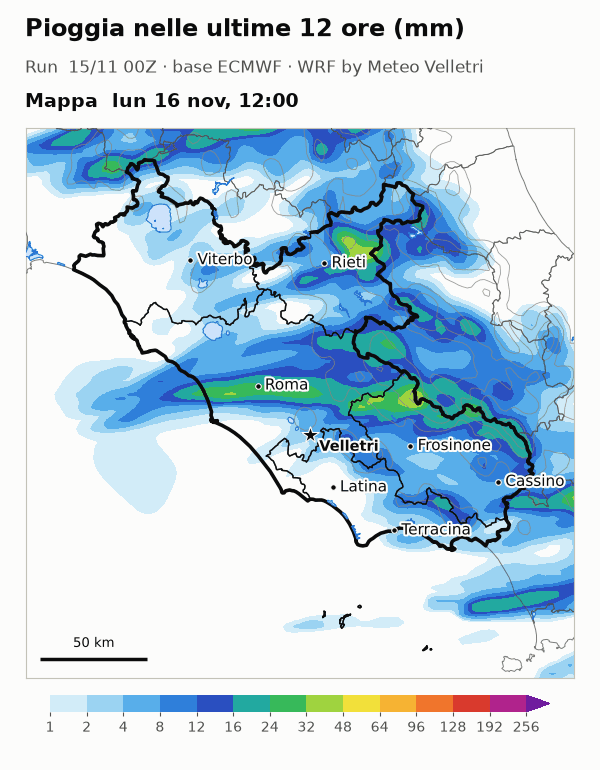 Pioggia nelle ultime 12 ore (mm)
Run  15/11 00Z · base ECMWF · WRF by Meteo Velletri
Mappa  lun 16 nov, 12:00
Viterbo
Rieti
Roma
Velletri
Frosinone
Cassino
Latina
Terracina
50 km
1 2 4 8 12 16 24 32 48 64 96 128 192 256